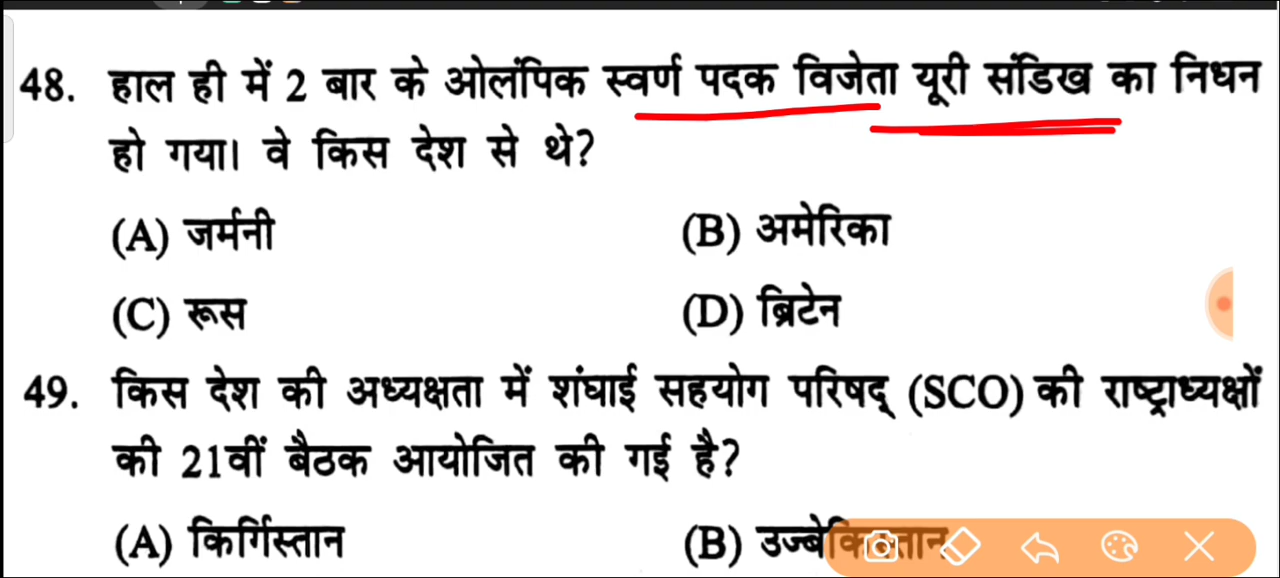 48. हाल ही में 2 बार के ओलंपिक स्वर्ण पदक विजेता यूरी संडिख का निधन
हो गया। वे किस देश से थे?
(A) जर्मनी (B) अमेरिका
(C) रूस (D) ब्रिटेन
49. किस देश की अध्यक्षता में शंघाई सहयोग परिषद् (SCO) की राष्ट्राध्यक्षों
की 21वीं बैठक आयोजित की गई है?
(A) किर्गिस्तान (B)